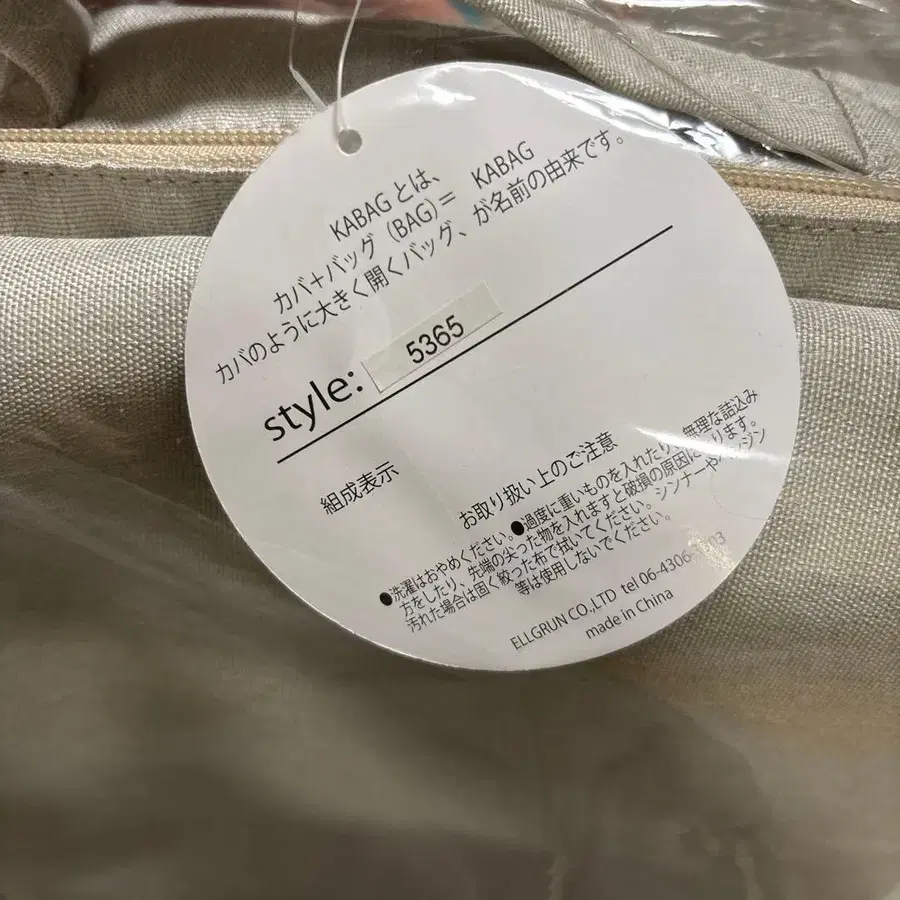 KABAG とは、
カバ+バッグ (BAG)= KABAG
カバのように大きく開くバッグ、が名前の由来です。
style: 5365
組成表示
お取り扱い上のご注意
●洗濯はおやめください。●過度に重いものを入れたり、無理な詰込み
方をしたり、先端の尖った物を入れますと破損の原因になります。
汚れた場合は固く絞った布で拭いてください。シンナーやベンジン
等は使用しないでください。
ELLGRUN CO.,LTD tel 06-4306-
made in China